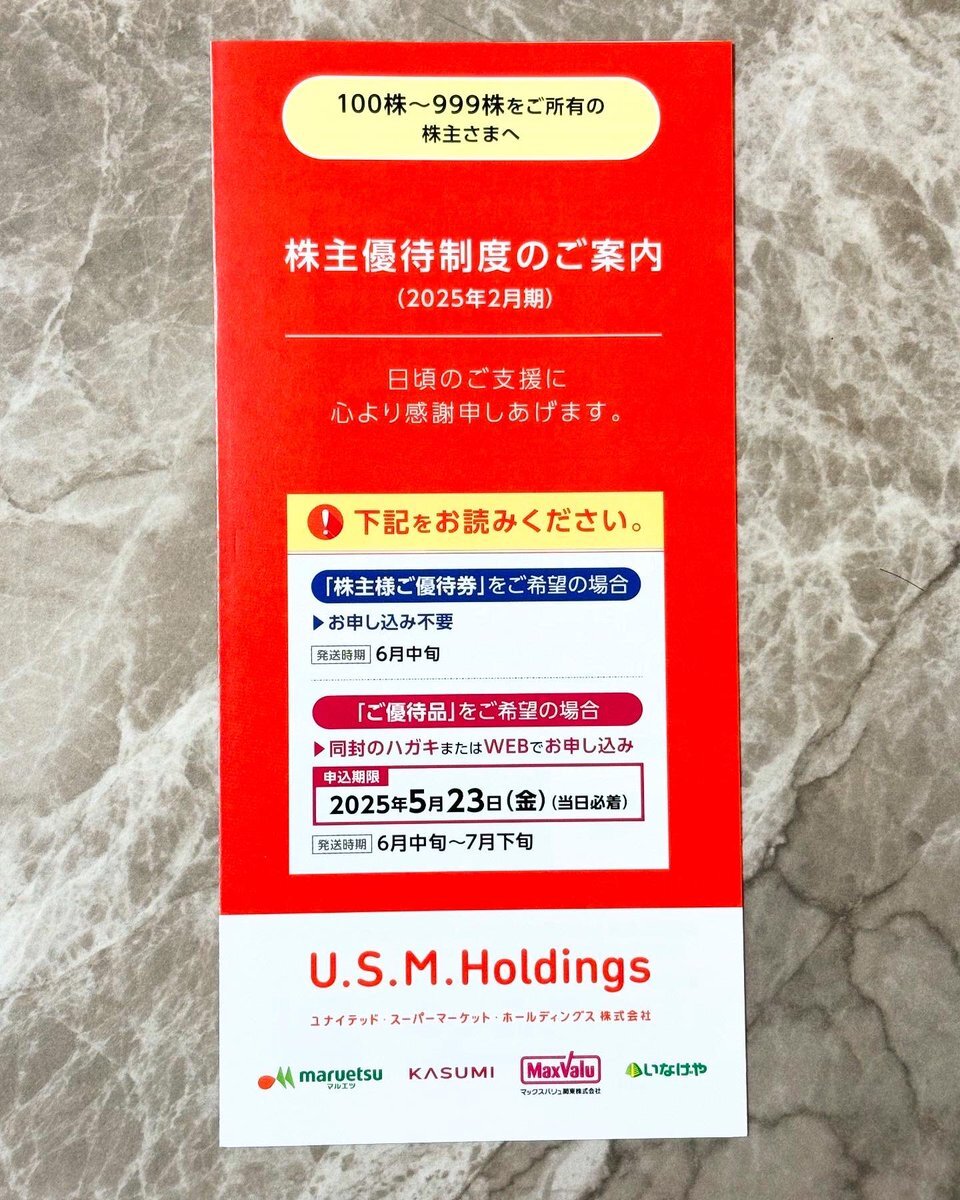 100株〜999株をご所有の
株主さまへ
株主優待制度のご案内
(2025年2月期)
日頃のご支援に
心より感謝申しあげます。
! 下記をお読みください。
「株主様ご優待券」をご希望の場合
▶お申し込み不要
発送時期 6月中旬
「ご優待品」をご希望の場合
▶同封のハガキまたはWEBでお申し込み
申込期限
2025年5月23日(金)(当日必着)
発送時期 6月中旬〜7月下旬
U.S.M.Holdings
ユナイテッド・スーパーマーケット・ホールディングス 株式会社
maruetsu
マルエツ
KASUMI
MaxValu
マックスバリュ関東株式会社
いなげや